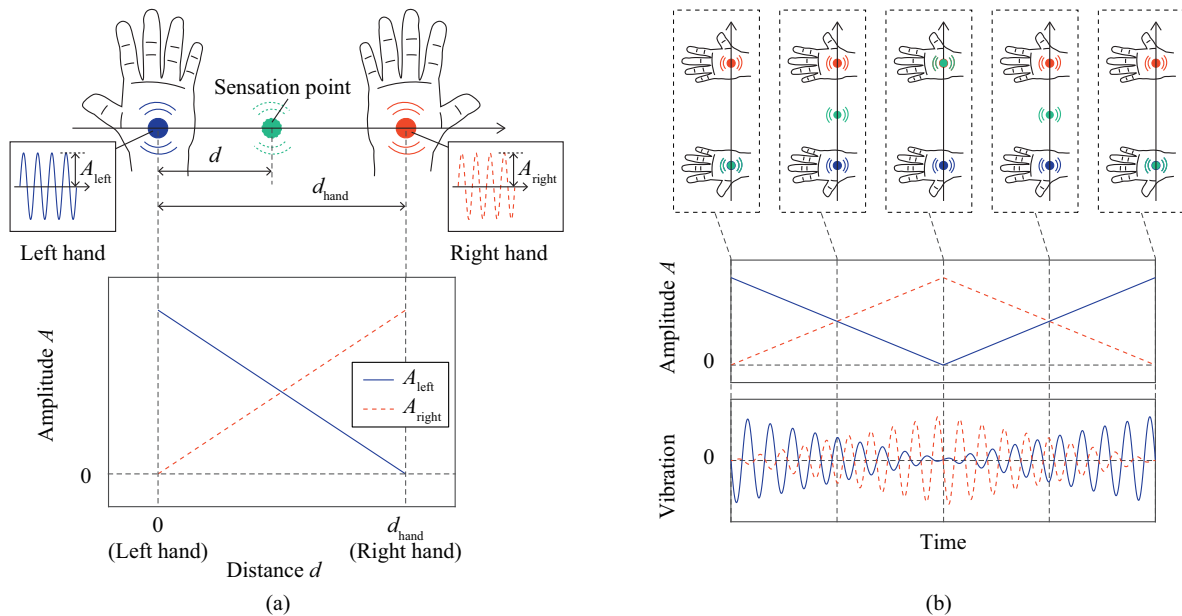 Sensation point
A_left
d
A_right
d_hand
Left hand
Right hand
Amplitude A
A_left
A_right
0
0
d_hand
(Left hand)
(Right hand)
Distance d
(a)
Amplitude A
0
Vibration
0
Time
(b)